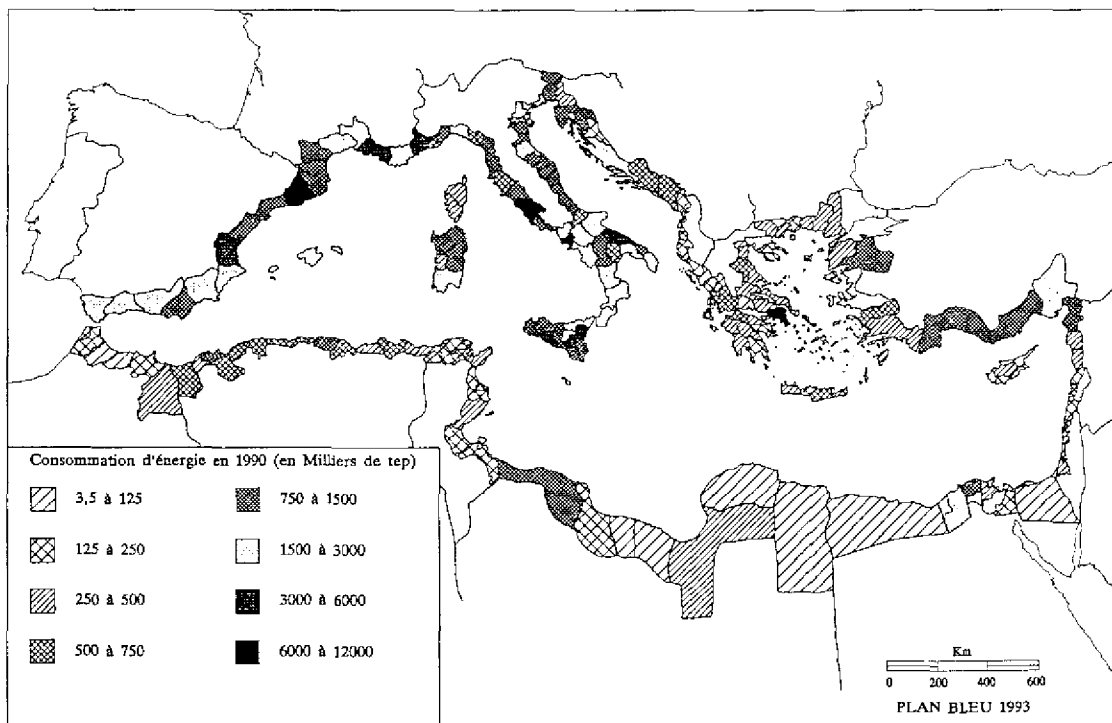 Consommation d'énergie en 1990 (en Milliers de tep)
3,5 à 125
750 à 1500
125 à 250
1500 à 3000
250 à 500
3000 à 6000
500 à 750
6000 à 12000
Km
0 200 400 600
PLAN BLEU 1993